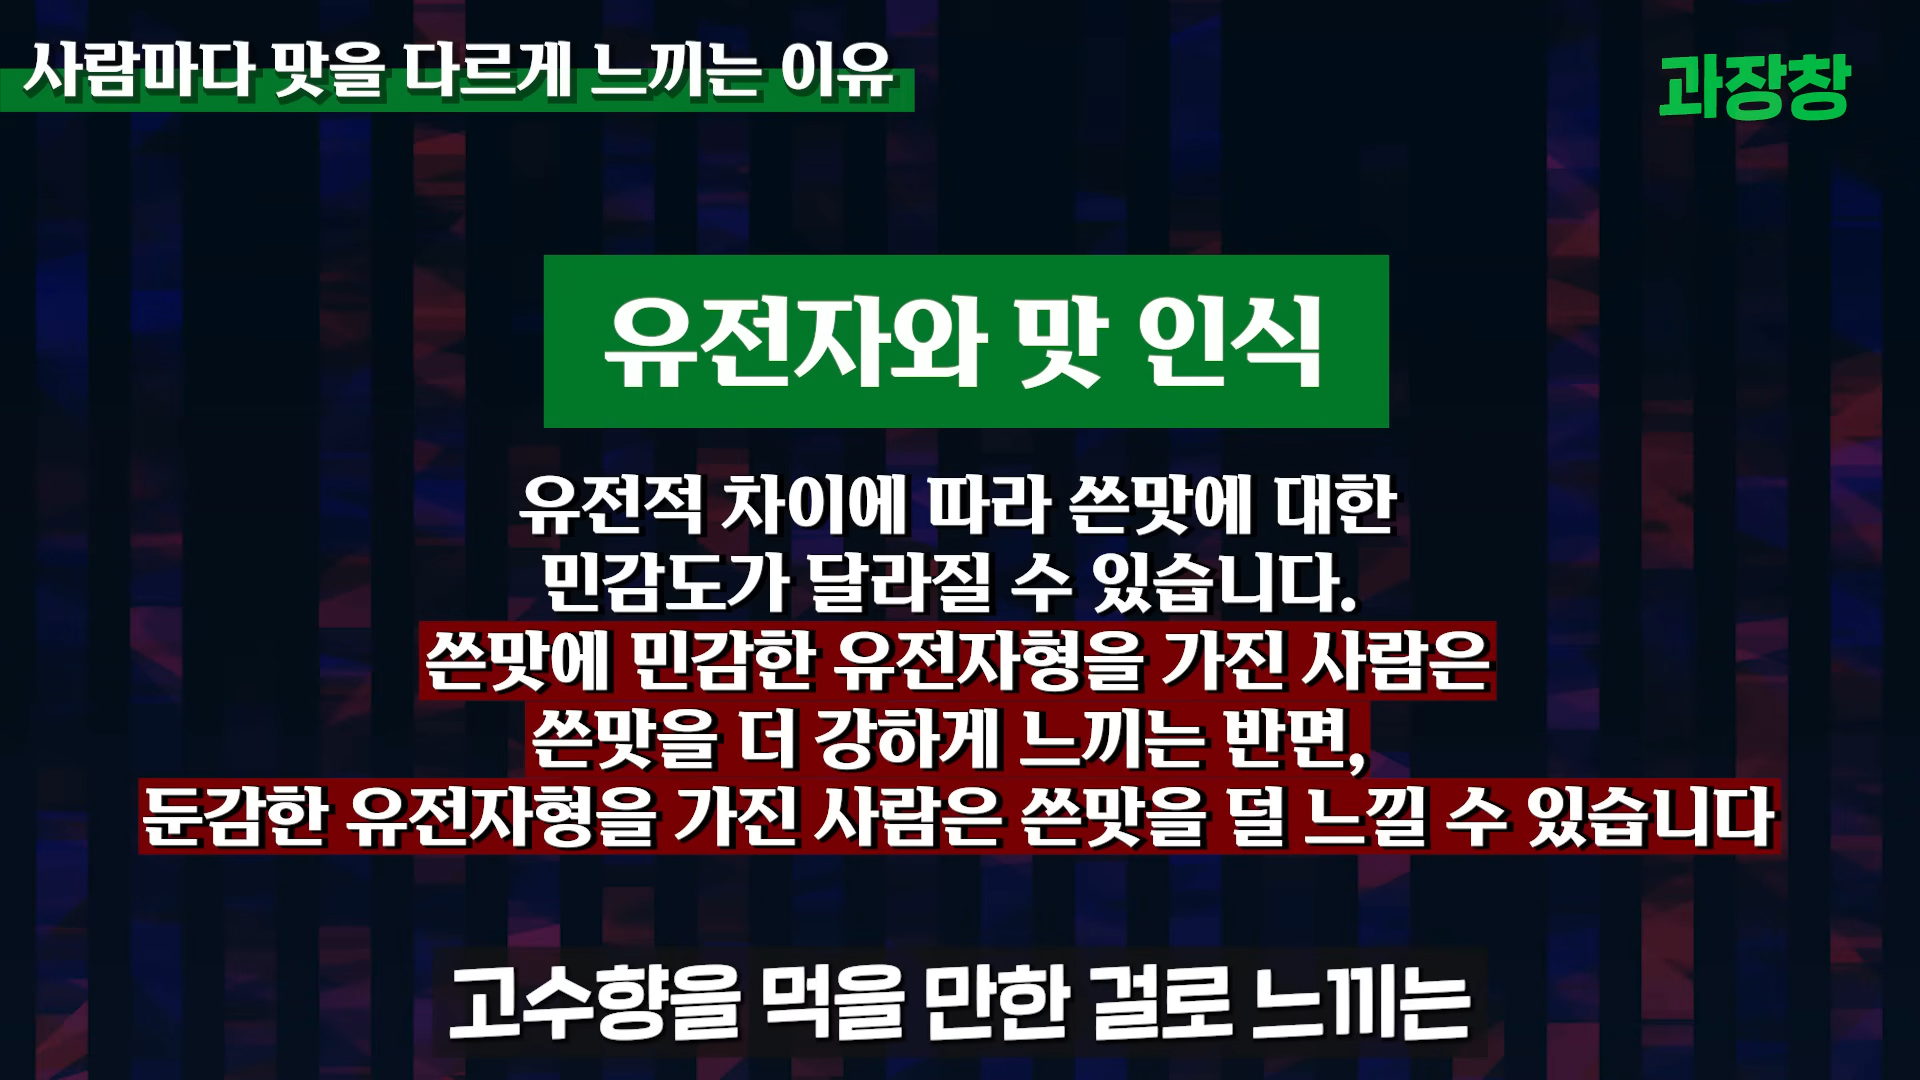 사람마다 맛을 다르게 느끼는 이유
과장창
유전자와 맛 인식
유전적 차이에 따라 쓴맛에 대한
민감도가 달라질 수 있습니다.
쓴맛에 민감한 유전자형을 가진 사람은
쓴맛을 더 강하게 느끼는 반면,
둔감한 유전자형을 가진 사람은 쓴맛을 덜 느낄 수 있습니다
고수향을 먹을 만한 걸로 느끼는